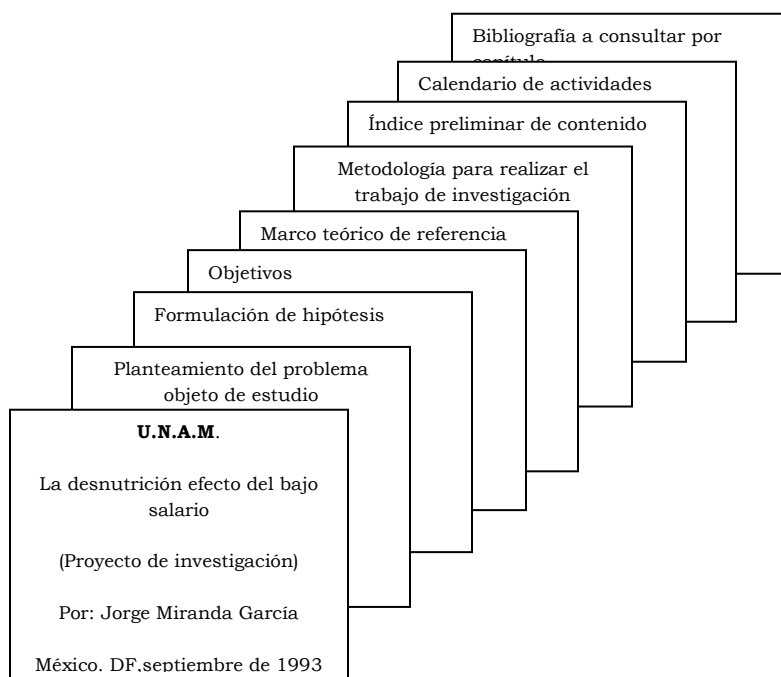 Bibliografía a consultar por
capítulo
Calendario de actividades
Índice preliminar de contenido
Metodología para realizar el
trabajo de investigación
Marco teórico de referencia
Objetivos
Formulación de hipótesis
Planteamiento del problema
objeto de estudio
U.N.A.M.
La desnutrición efecto del bajo
salario
(Proyecto de investigación)
Por: Jorge Miranda García
México. DF,septiembre de 1993